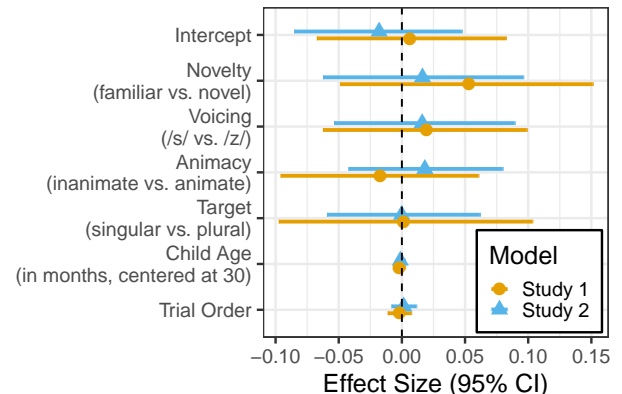 Intercept
Novelty
(familiar vs. novel)
Voicing
(/s/ vs. /z/)
Animacy
(inanimate vs. animate)
Target
(singular vs. plural)
Child Age
(in months, centered at 30)
Trial Order
Model
Study 1
Study 2
−0.10 −0.05 0.00 0.05 0.10 0.15
Effect Size (95% CI)